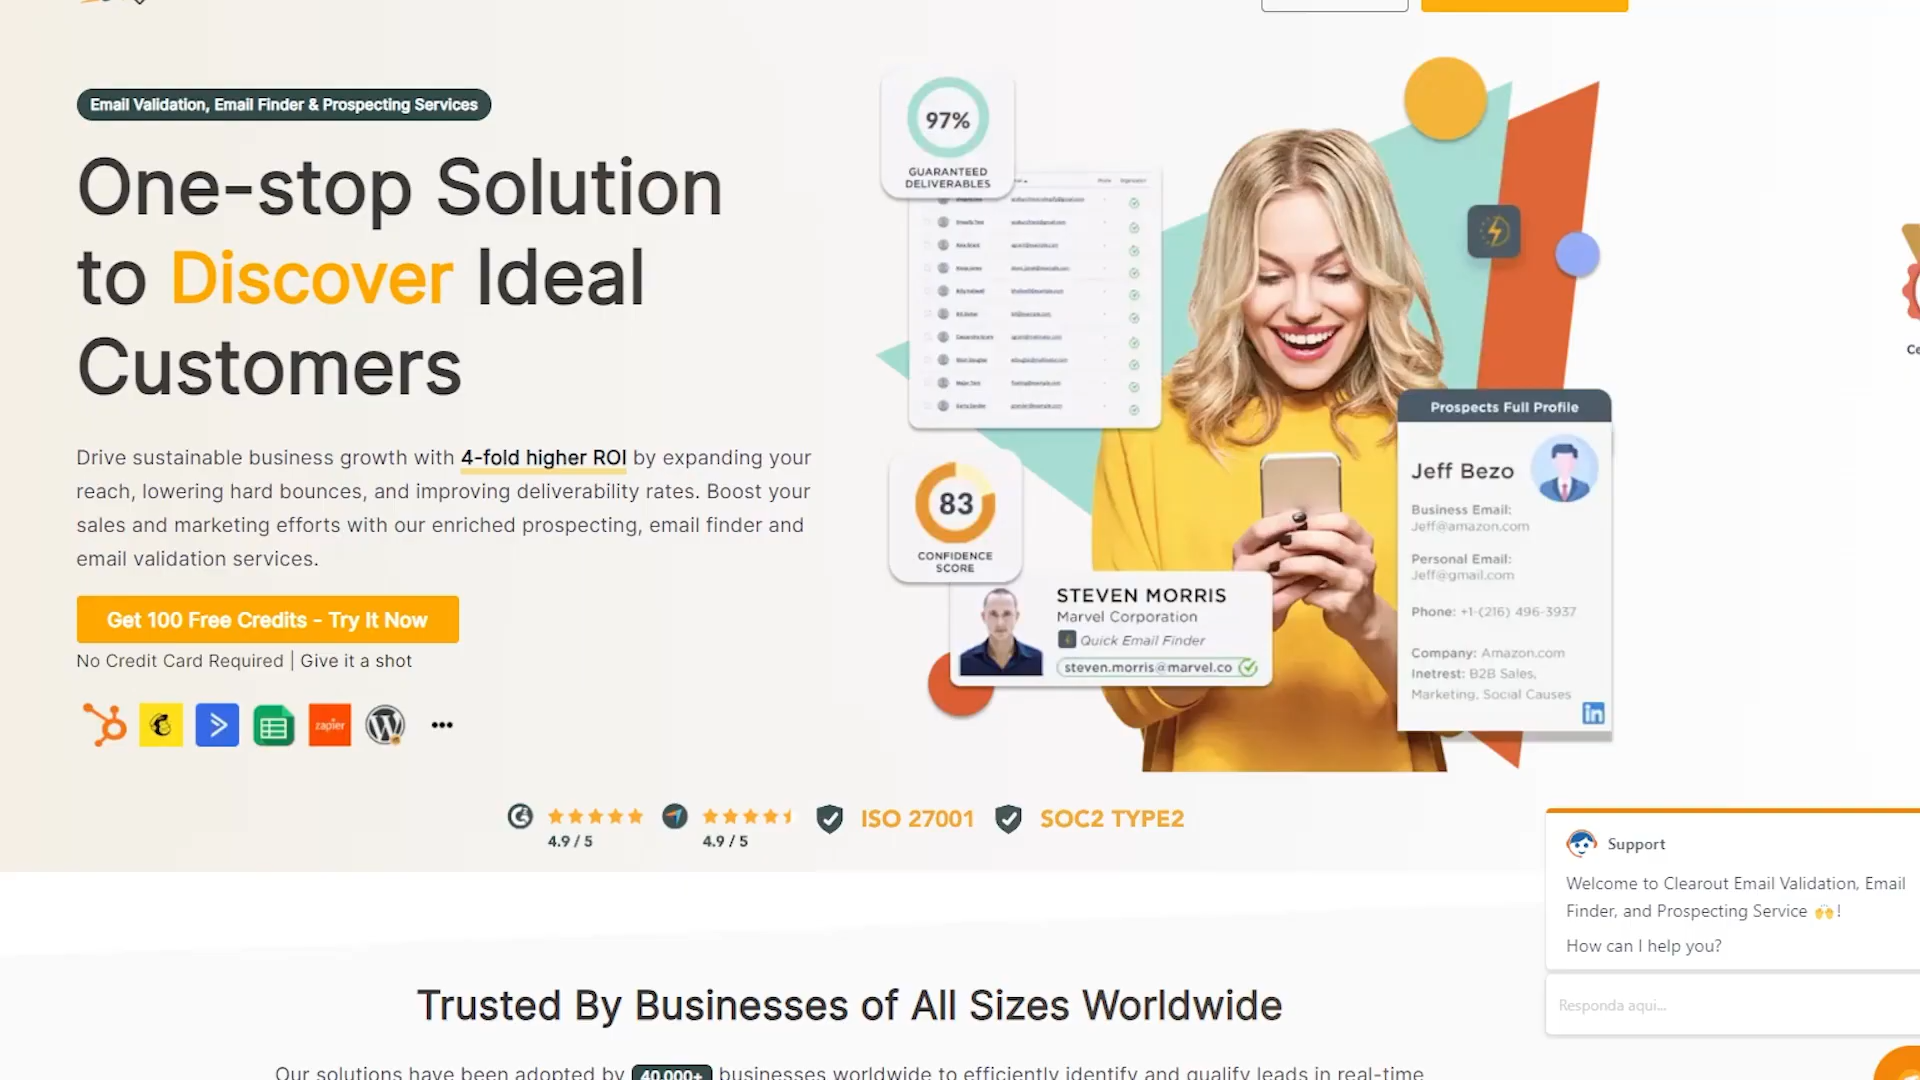 Email Validation, Email Finder & Prospecting Services
One-stop Solution
to Discover Ideal
Customers
Drive sustainable business growth with 4-fold higher ROI by expanding your
reach, lowering hard bounces, and improving deliverability rates. Boost your
sales and marketing efforts with our enriched prospecting, email finder and
email validation services.
Get 100 Free Credits - Try It Now
No Credit Card Required | Give it a shot
zapier
97%
GUARANTEED
DELIVERABLES
83
CONFIDENCE
SCORE
STEVEN MORRIS
Marvel Corporation
Quick Email Finder
steven.morris@marvel.co
Prospects Full Profile
Jeff Bezo
Business Email:
Jeff@amazon.com
Personal Email:
Jeff@gmail.com
Phone: +1-(216) 496-3937
Company: Amazon.com
Inetrest: B2B Sales,
Marketing, Social Causes
in
4.9 / 5
4.9 / 5
ISO 27001
SOC2 TYPE2
Support
Welcome to Clearout Email Validation, Email
Finder, and Prospecting Service 🙌 !
How can I help you?
Responda aqui...
Trusted By Businesses of All Sizes Worldwide
Our solutions have been adopted by 40,000+ businesses worldwide to efficiently identify and qualify leads in real-time